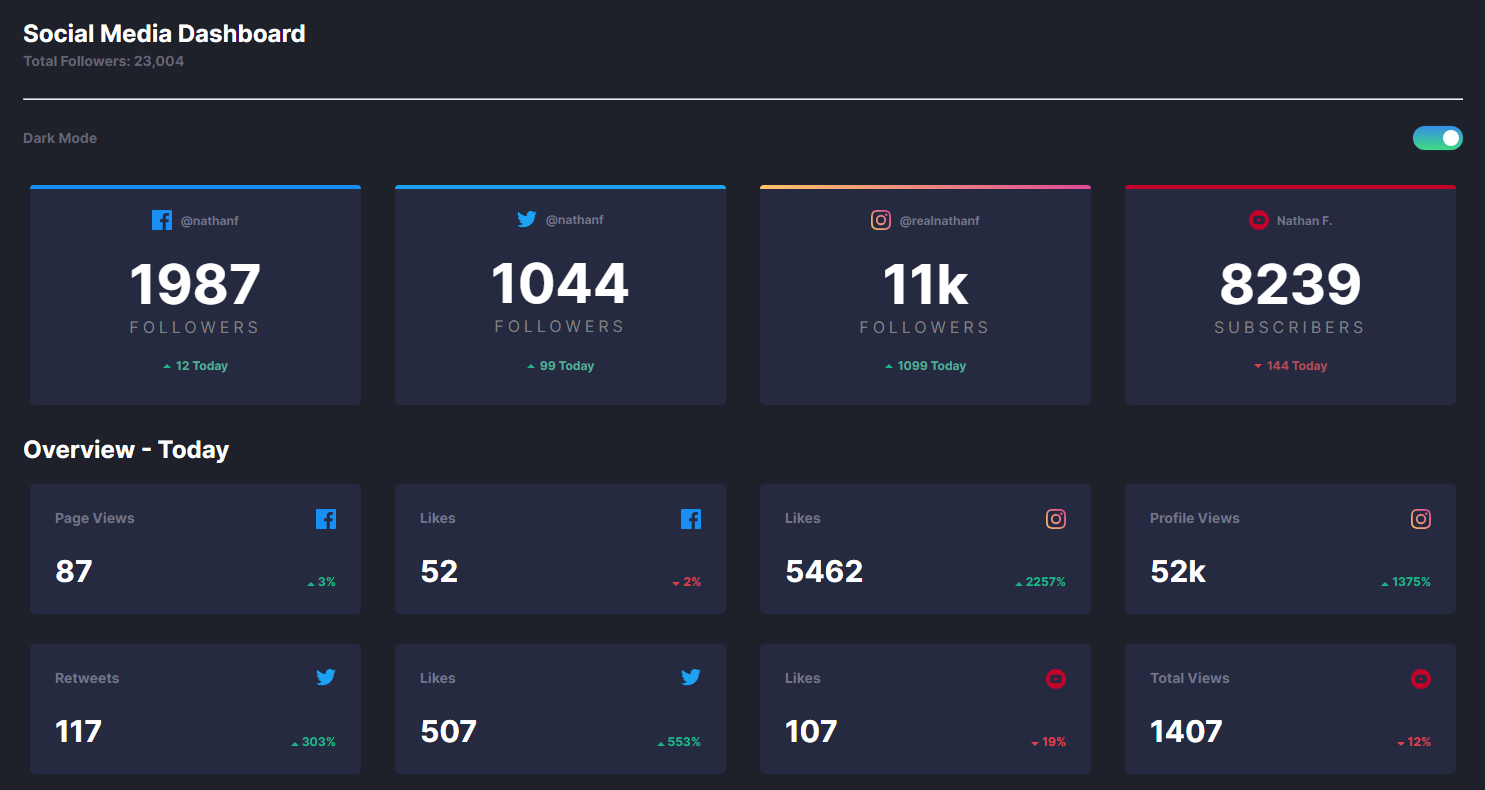 Social Media Dashboard
Total Followers: 23,004
Dark Mode
@nathanf
1987
FOLLOWERS
12 Today
@nathanf
1044
FOLLOWERS
99 Today
@realnathanf
11k
FOLLOWERS
1099 Today
Nathan F.
8239
SUBSCRIBERS
144 Today
Overview - Today
Page Views
87
3%
Likes
52
2%
Likes
5462
2257%
Profile Views
52k
1375%
Retweets
117
303%
Likes
507
553%
Likes
107
19%
Total Views
1407
12%